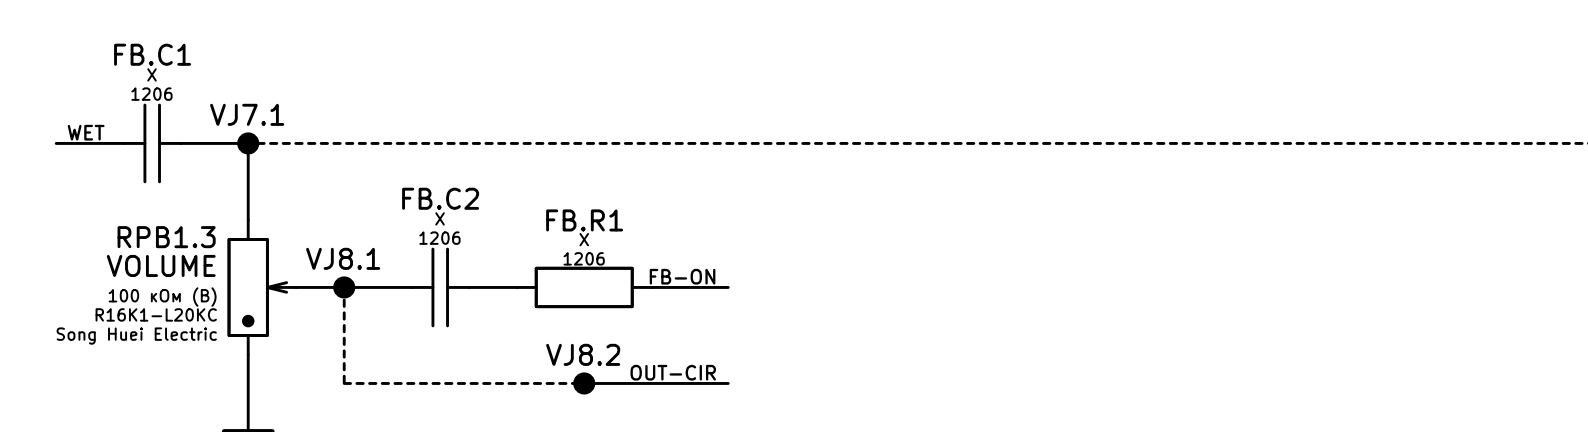 FB.C1
X
1206
WET
VJ7.1
FB.C2
X
1206
FB.R1
X
1206
RPB1.3
VOLUME
100 кОм (B)
R16K1-L20KC
Song Huei Electric
VJ8.1
FB-ON
VJ8.2
OUT-CIR